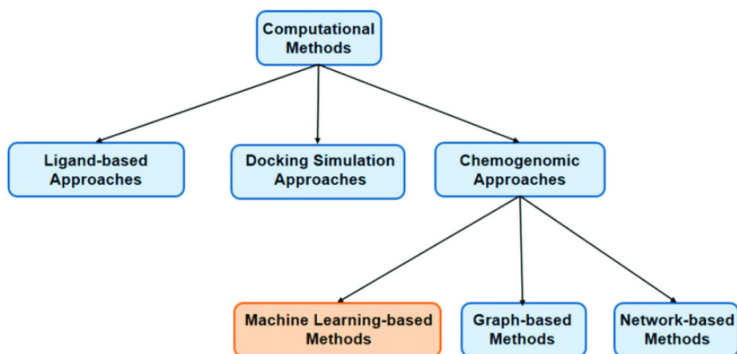 Computational
Methods
Ligand-based
Approaches
Docking Simulation
Approaches
Chemogenomic
Approaches
Machine Learning-based
Methods
Graph-based
Methods
Network-based
Methods